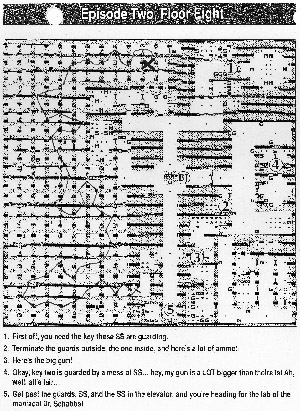 Episode Two, Floor Eight
1. First off, you need the key these SS are guarding.
2. Terminate the guards outside, the one inside, and here's a lot of ammo!
3. Here's the big gun!
4. Okay, key two is guarded by a mess of SS... hey, my gun is a LOT bigger than theirs! Ah,
well, all's fair...
5. Get past the guards, SS, and the SS in the elevator, and you're heading for the lab of the
maniacal Dr. Schabbs!